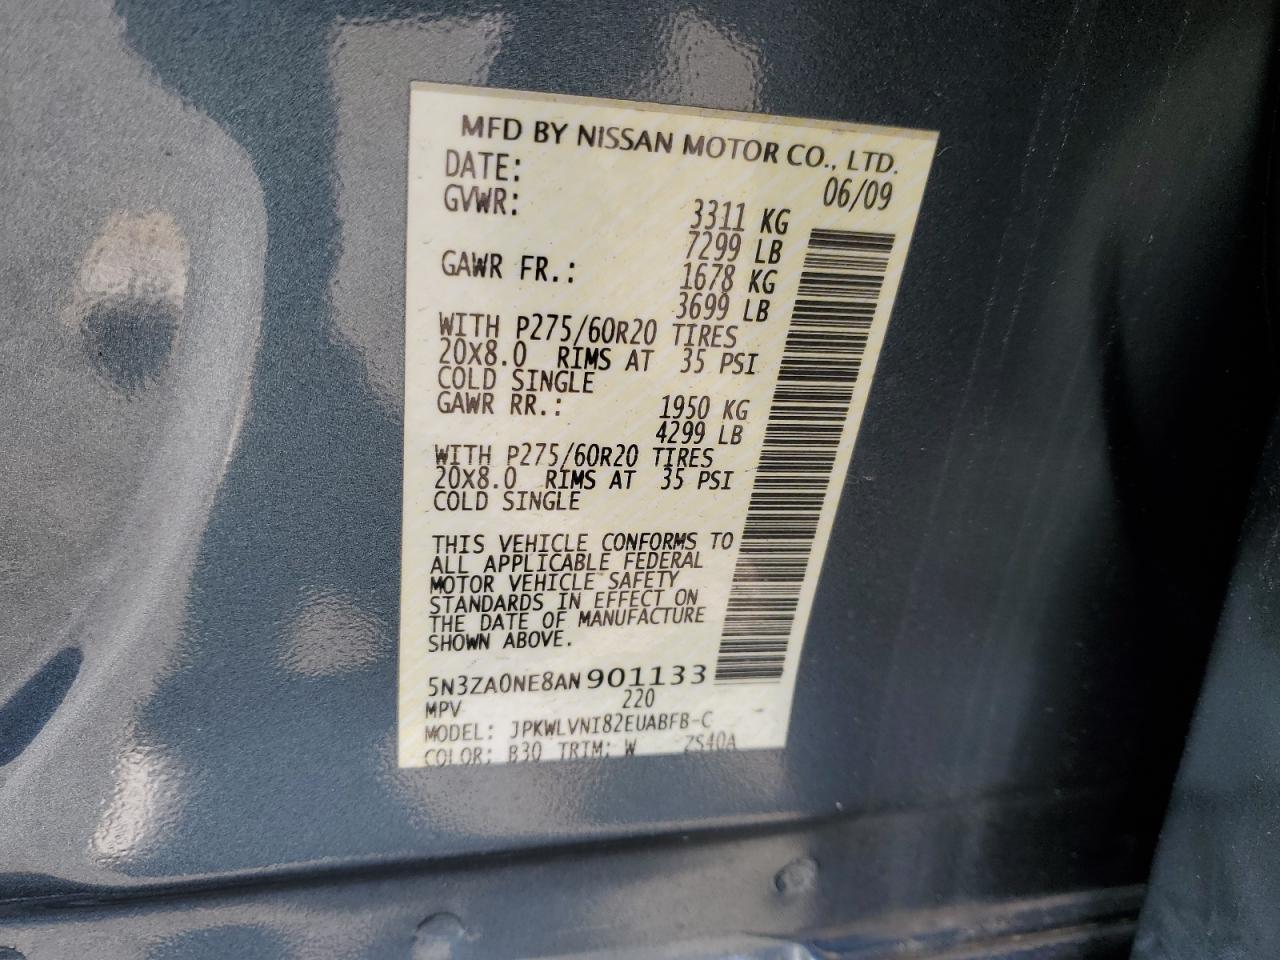 MFD BY NISSAN MOTOR CO., LTD.
DATE: 06/09
GVWR: 3311 KG
7299 LB
GAWR FR.: 1678 KG
3699 LB
WITH P275/60R20 TIRES
20X8.0 RIMS AT 35 PSI
COLD SINGLE
GAWR RR.: 1950 KG
4299 LB
WITH P275/60R20 TIRES
20X8.0 RIMS AT 35 PSI
COLD SINGLE
THIS VEHICLE CONFORMS TO
ALL APPLICABLE FEDERAL
MOTOR VEHICLE SAFETY
STANDARDS IN EFFECT ON
THE DATE OF MANUFACTURE
SHOWN ABOVE.
5N3ZA0NE8AN901133
MPV 220
MODEL: JPKWLVNI82EUABFB-C
COLOR: B30 TRIM: W ZS40A